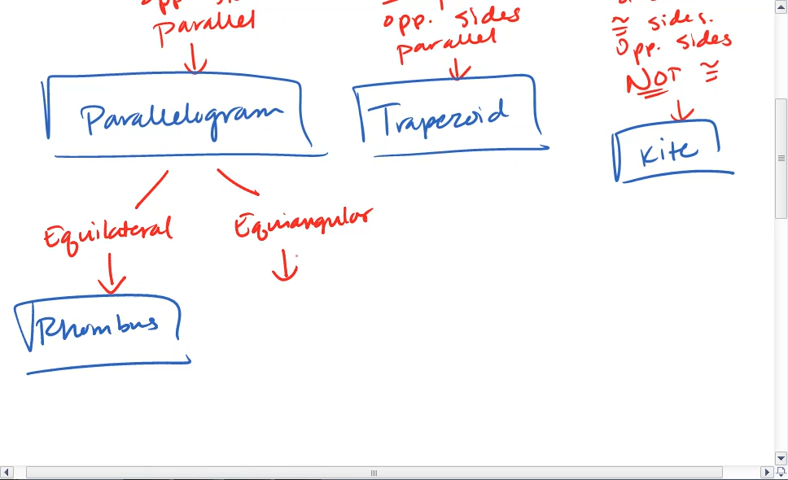 Parallel
opp. sides
parallel
≅ sides.
Opp. sides
NOT ≅
Parallelogram
Trapezoid
Kite
Equilateral
Equiangular
Rhombus